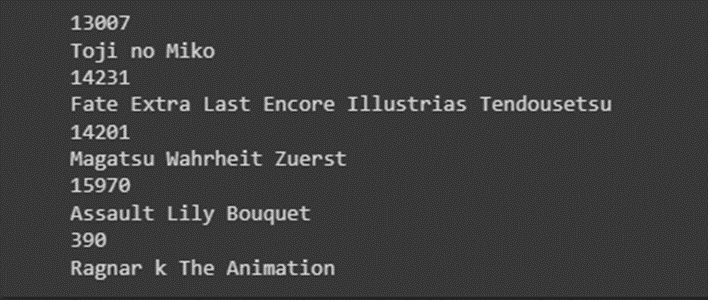 13007
Toji no Miko
14231
Fate Extra Last Encore Illustrias Tendousetsu
14201
Magatsu Wahrheit Zuerst
15970
Assault Lily Bouquet
390
Ragnar k The Animation